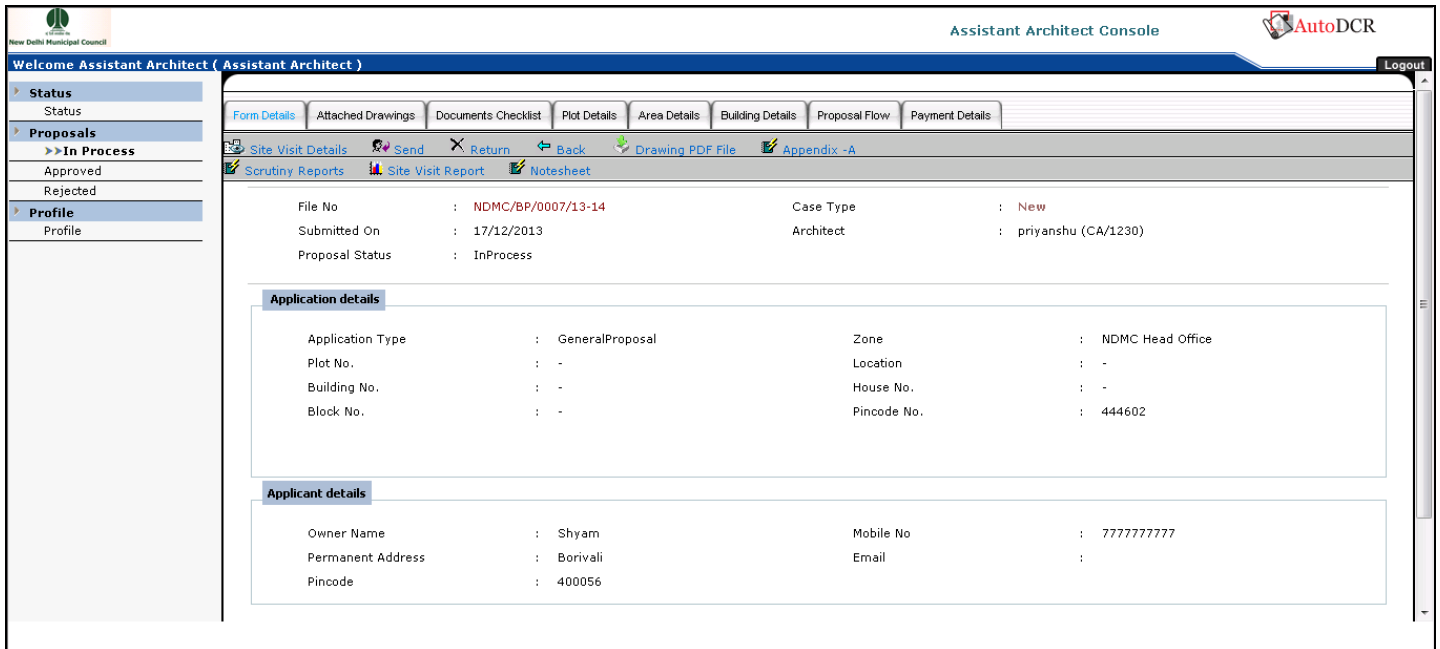 New Delhi Municipal Council
Assistant Architect Console
AutoDCR
Welcome Assistant Architect ( Assistant Architect )
Logout
Status
Status
Proposals
>>In Process
Approved
Rejected
Profile
Profile
Form Details Attached Drawings Documents Checklist Plot Details Area Details Building Details Proposal Flow Payment Details
Site Visit Details Send Return Back Drawing PDF File Appendix -A
Scrutiny Reports Site Visit Report Notesheet
File No : NDMC/BP/0007/13-14 Case Type : New
Submitted On : 17/12/2013 Architect : priyanshu (CA/1230)
Proposal Status : InProcess
Application details
Application Type : GeneralProposal Zone : NDMC Head Office
Plot No. : - Location : -
Building No. : - House No. : -
Block No. : - Pincode No. : 444602
Applicant details
Owner Name : Shyam Mobile No : 7777777777
Permanent Address : Borivali Email :
Pincode : 400056